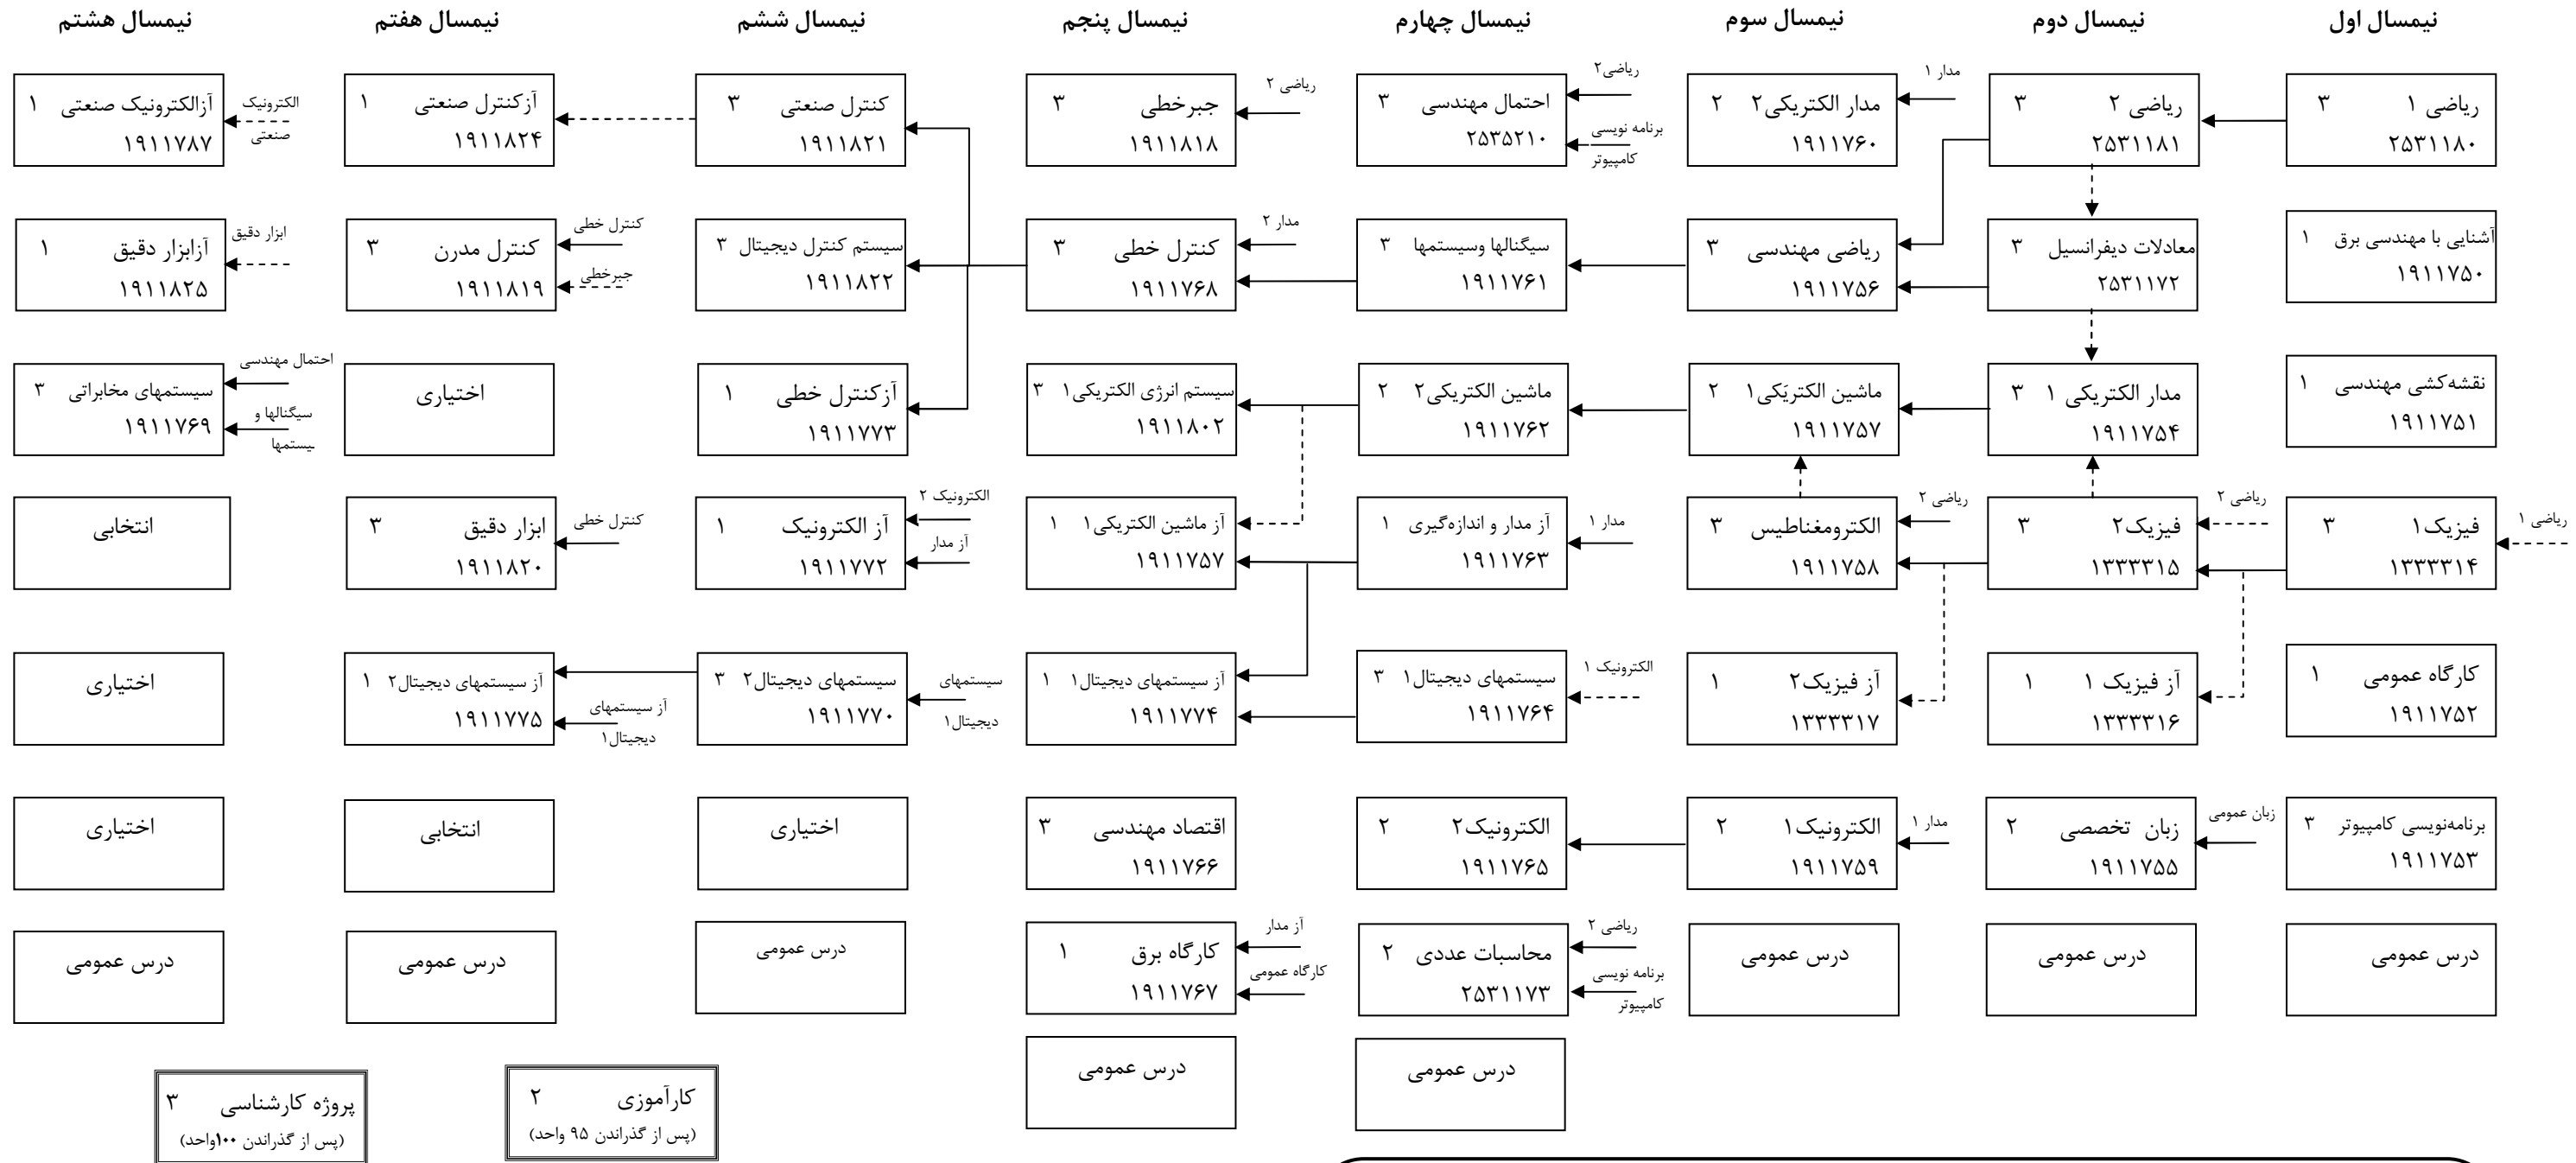 نیمسال اول
نیمسال دوم
نیمسال سوم
نیمسال چهارم
نیمسال پنجم
نیمسال ششم
نیمسال هفتم
نیمسال هشتم
ریاضی ۱ ۳
۲۵۳۱۱۸۰
آشنایی با مهندسی برق ۱
۱۹۱۱۷۵۰
نقشه‌کشی مهندسی ۱
۱۹۱۱۷۵۱
ریاضی ۱
فیزیک۱ ۳
۱۳۳۳۳۱۴
کارگاه عمومی ۱
۱۹۱۱۷۵۲
برنامه‌نویسی کامپیوتر ۳
۱۹۱۱۷۵۳
درس عمومی
ریاضی ۲ ۳
۲۵۳۱۱۸۱
معادلات دیفرانسیل ۳
۲۵۳۱۱۷۲
مدار الکتریکی ۱ ۳
۱۹۱۱۷۵۴
ریاضی ۲
فیزیک۲ ۳
۱۳۳۳۳۱۵
آز فیزیک ۱ ۱
۱۳۳۳۳۱۶
زبان عمومی
زبان تخصصی ۲
۱۹۱۱۷۵۵
درس عمومی
مدار ۱
مدار الکتریکی۲ ۲
۱۹۱۱۷۶۰
ریاضی مهندسی ۳
۱۹۱۱۷۵۶
ماشین الکتریَکی۱ ۲
۱۹۱۱۷۵۷
ریاضی ۲
الکترومغناطیس ۳
۱۹۱۱۷۵۸
آز فیزیک۲ ۱
۱۳۳۳۳۱۷
مدار ۱
الکترونیک۱ ۲
۱۹۱۱۷۵۹
درس عمومی
ریاضی۲
احتمال مهندسی ۳
۲۵۳۵۲۱۰
برنامه نویسی
کامپیوتر
سیگنالها وسیستمها ۳
۱۹۱۱۷۶۱
ماشین الکتریکی۲ ۲
۱۹۱۱۷۶۲
مدار ۱
آز مدار و اندازه‌گیری ۱
۱۹۱۱۷۶۳
الکترونیک ۱
سیستمهای دیجیتال۱ ۳
۱۹۱۱۷۶۴
الکترونیک۲ ۲
۱۹۱۱۷۶۵
ریاضی ۲
محاسبات عددی ۲
۲۵۳۱۱۷۳
برنامه نویسی
کامپیوتر
درس عمومی
ریاضی ۲
جبرخطی ۳
۱۹۱۱۸۱۸
مدار ۲
کنترل خطی ۳
۱۹۱۱۷۶۸
سیستم انرژی الکتریکی۱ ۳
۱۹۱۱۸۰۲
آز ماشین الکتریکی۱ ۱
۱۹۱۱۷۵۷
آز سیستمهای دیجیتال۱ ۱
۱۹۱۱۷۷۴
اقتصاد مهندسی ۳
۱۹۱۱۷۶۶
آز مدار
کارگاه برق ۱
۱۹۱۱۷۶۷
کارگاه عمومی
درس عمومی
کنترل صنعتی ۳
۱۹۱۱۸۲۱
سیستم کنترل دیجیتال ۳
۱۹۱۱۸۲۲
آزکنترل خطی ۱
۱۹۱۱۷۷۳
الکترونیک ۲
آز الکترونیک ۱
آز مدار
۱۹۱۱۷۷۲
سیستمهای
دیجیتال۱
سیستمهای دیجیتال۲ ۳
۱۹۱۱۷۷۰
اختیاری
درس عمومی
آزکنترل صنعتی ۱
۱۹۱۱۸۲۴
کنترل خطی
کنترل مدرن ۳
جبرخطی
۱۹۱۱۸۱۹
اختیاری
کنترل خطی
ابزار دقیق ۳
۱۹۱۱۸۲۰
آز سیستمهای دیجیتال۲ ۱
۱۹۱۱۷۷۵
آز سیستمهای
دیجیتال۱
انتخابی
درس عمومی
الکترونیک
صنعتی
آزالکترونیک صنعتی ۱
۱۹۱۱۷۸۷
ابزار دقیق
آزابزار دقیق ۱
۱۹۱۱۸۲۵
احتمال مهندسی
سیستمهای مخابراتی ۳
۱۹۱۱۷۶۹
سیگنالها و
یستمها
انتخابی
اختیاری
اختیاری
درس عمومی
کارآموزی ۲
(پس از گذراندن ۹۵ واحد)
پروژه کارشناسی ۳
(پس از گذراندن ۱۰۰واحد)